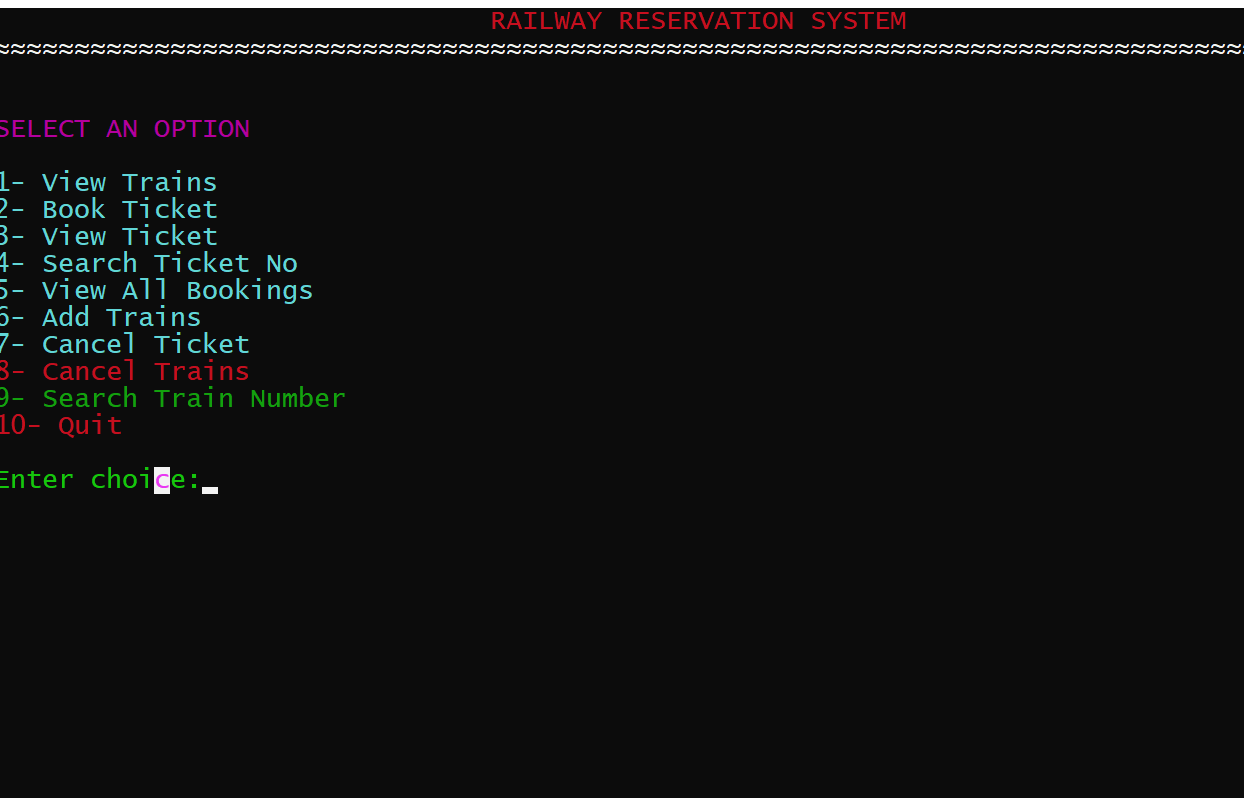 RAILWAY RESERVATION SYSTEM
≈≈≈≈≈≈≈≈≈≈≈≈≈≈≈≈≈≈≈≈≈≈≈≈≈≈≈≈≈≈≈≈≈≈≈≈≈≈≈≈≈≈≈≈≈≈≈≈≈≈≈≈≈≈≈≈≈≈≈≈≈≈≈≈≈≈≈≈≈≈≈≈≈≈≈≈≈≈
SELECT AN OPTION
1- View Trains
2- Book Ticket
3- View Ticket
4- Search Ticket No
5- View All Bookings
6- Add Trains
7- Cancel Ticket
8- Cancel Trains
9- Search Train Number
10- Quit
Enter choice:_